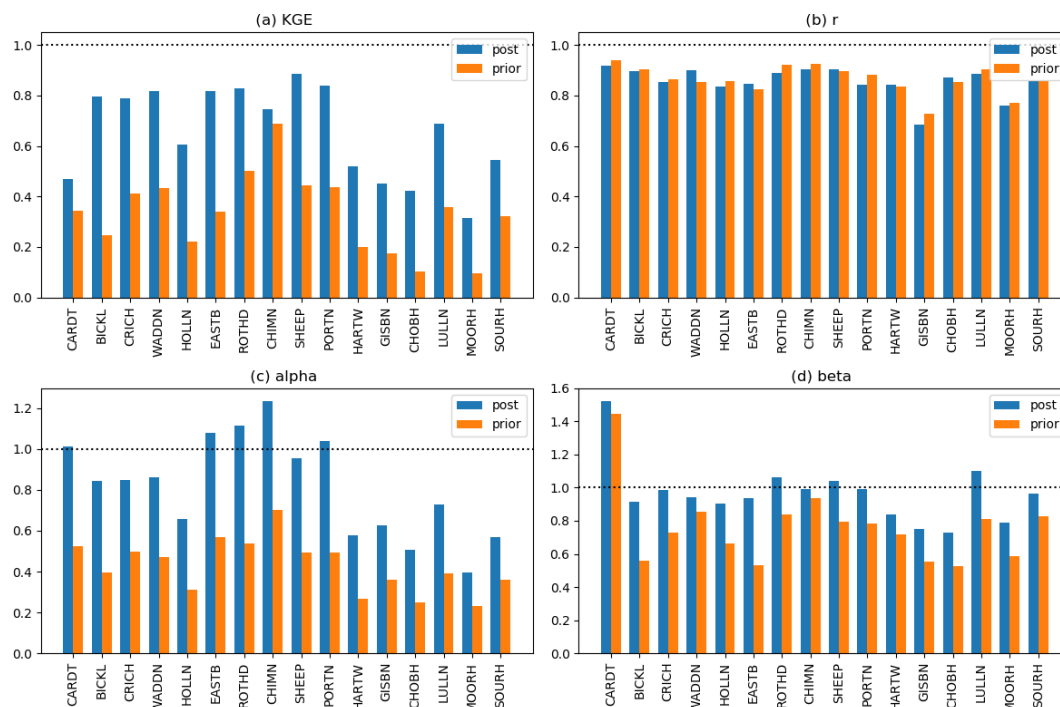 (a) KGE
1.0
0.8
0.6
0.4
0.2
0.0
post
prior
CARDT
BICKL
CRICH
WADDN
HOLLN
EASTB
ROTHD
CHIMN
SHEEP
PORTN
HARTW
GISBN
CHOBH
LULLN
MOORH
SOURH
(b) r
1.0
0.8
0.6
0.4
0.2
0.0
post
prior
CARDT
BICKL
CRICH
WADDN
HOLLN
EASTB
ROTHD
CHIMN
SHEEP
PORTN
HARTW
GISBN
CHOBH
LULLN
MOORH
SOURH
(c) alpha
1.2
1.0
0.8
0.6
0.4
0.2
0.0
post
prior
CARDT
BICKL
CRICH
WADDN
HOLLN
EASTB
ROTHD
CHIMN
SHEEP
PORTN
HARTW
GISBN
CHOBH
LULLN
MOORH
SOURH
(d) beta
1.6
1.4
1.2
1.0
0.8
0.6
0.4
0.2
0.0
post
prior
CARDT
BICKL
CRICH
WADDN
HOLLN
EASTB
ROTHD
CHIMN
SHEEP
PORTN
HARTW
GISBN
CHOBH
LULLN
MOORH
SOURH